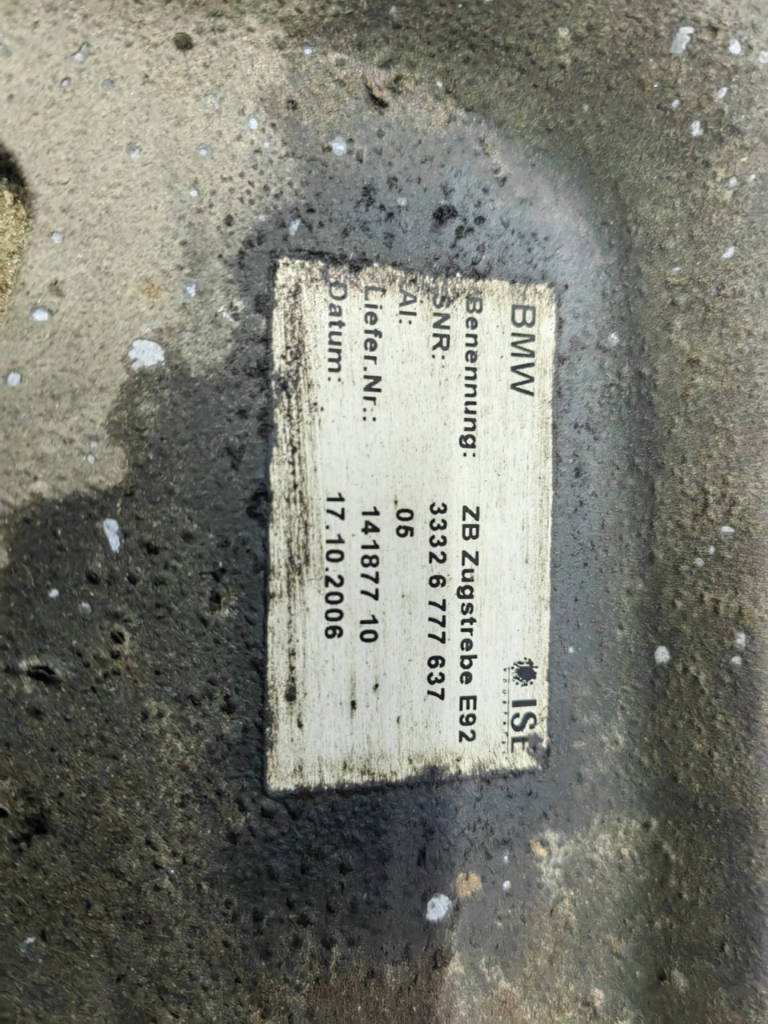 BMW ISE
Benennung: ZB Zugstrebe E92
SNR: 3332 6 777 637
AI: 05
Liefer.Nr.: 141877 10
Datum: 17.10.2006